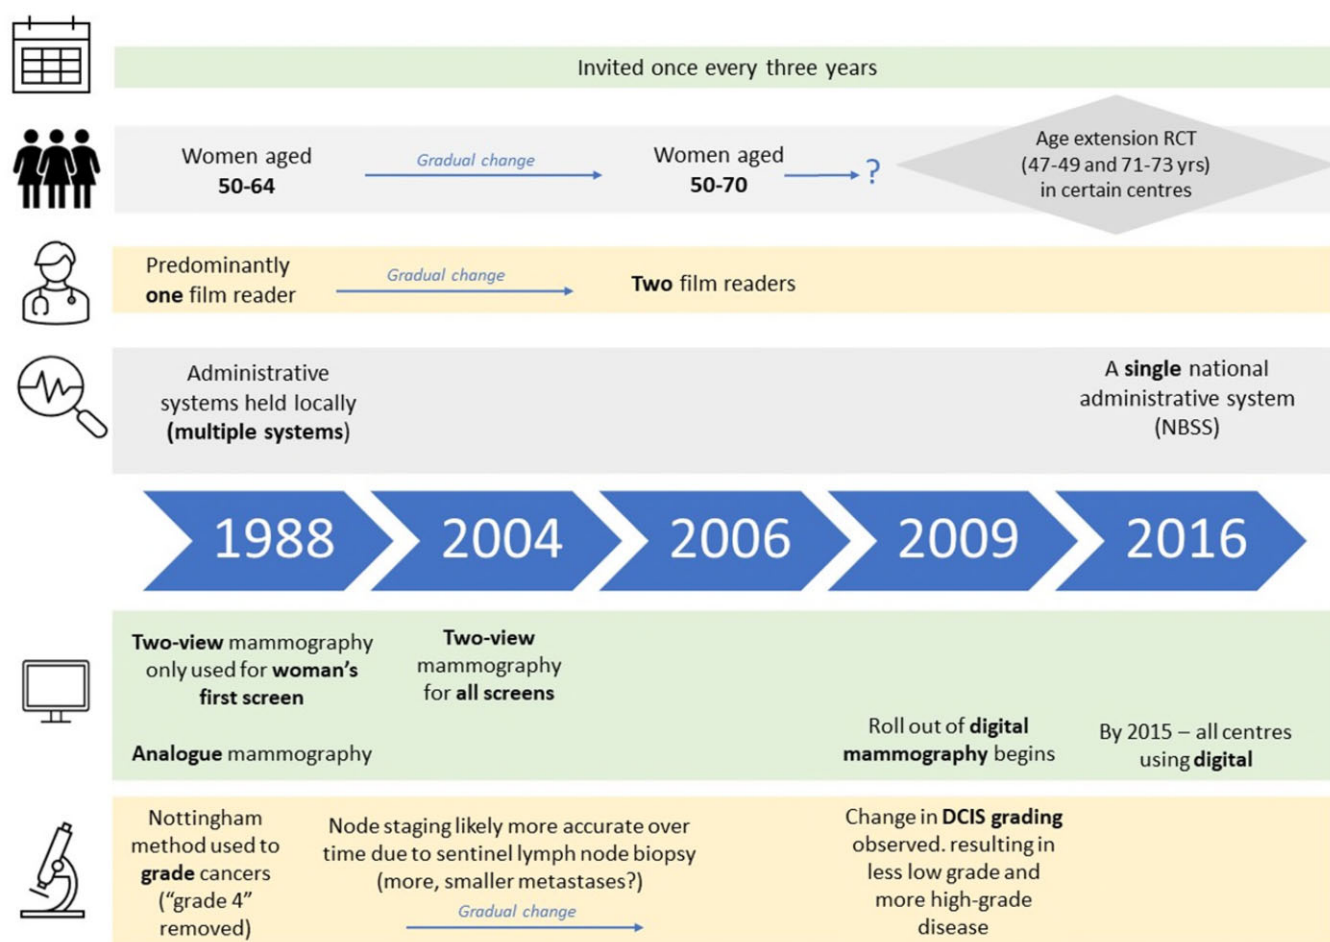 Invited once every three years
Women aged
50-64
Gradual change
Women aged
50-70
?
Age extension RCT
(47-49 and 71-73 yrs)
in certain centres
Predominantly
one film reader
Gradual change
Two film readers
Administrative
systems held locally
(multiple systems)
A single national
administrative system
(NBSS)
1988
2004
2006
2009
2016
Two-view mammography
only used for woman's
first screen
Analogue mammography
Two-view
mammography
for all screens
Roll out of digital
mammography begins
By 2015 – all centres
using digital
Nottingham
method used to
grade cancers
("grade 4"
removed)
Node staging likely more accurate over
time due to sentinel lymph node biopsy
(more, smaller metastases?)
Gradual change
Change in DCIS grading
observed. resulting in
less low grade and
more high-grade
disease